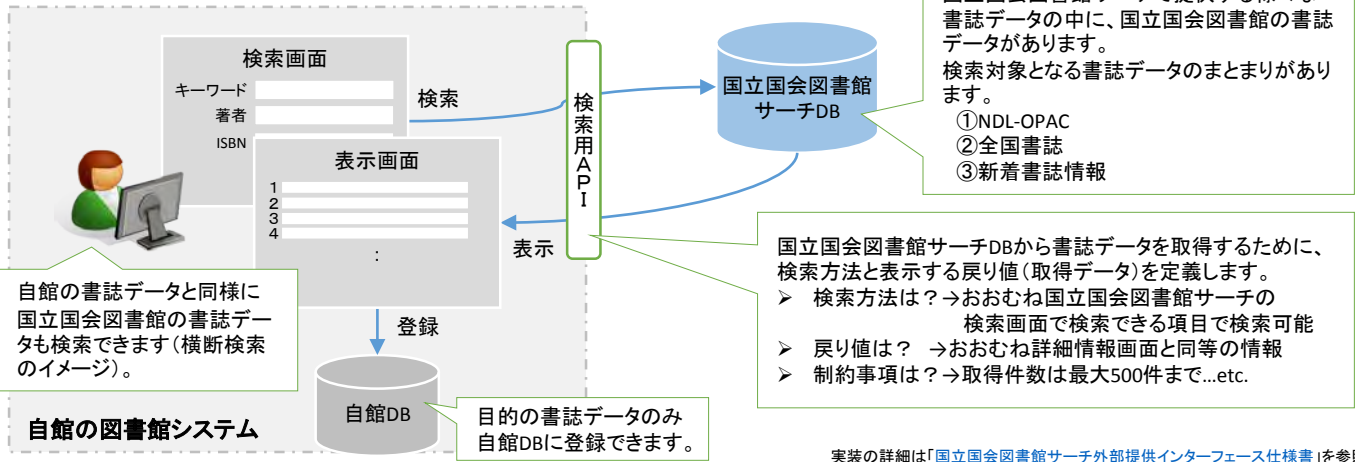 検索画面
キーワード
著者
ISBN
検索
表示画面
1
2
3
4
:
表示
検索用API
国立国会図書館
サーチDB
書誌データの中に、国立国会図書館の書誌
データがあります。
検索対象となる書誌データのまとまりがあり
ます。
①NDL-OPAC
②全国書誌
③新着書誌情報
国立国会図書館サーチDBから書誌データを取得するために、
検索方法と表示する戻り値(取得データ)を定義します。
➢ 検索方法は?→おおむね国立国会図書館サーチの
検索画面で検索できる項目で検索可能
➢ 戻り値は? →おおむね詳細情報画面と同等の情報
➢ 制約事項は?→取得件数は最大500件まで…etc.
自館の書誌データと同様に
国立国会図書館の書誌デー
タも検索できます(横断検索
のイメージ)。
登録
自館DB
目的の書誌データのみ
自館DBに登録できます。
自館の図書館システム
実装の詳細は「国立国会図書館サーチ外部提供インターフェース仕様書」を参照